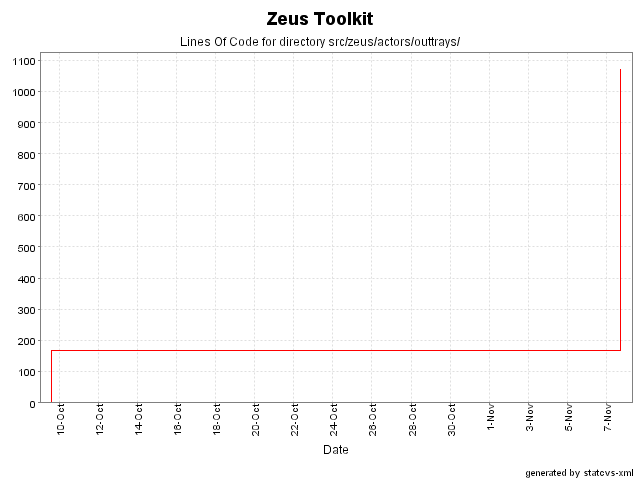 Zeus Toolkit
Lines Of Code for directory src/zeus/actors/outtrays/
1100
1000
900
800
700
600
500
400
300
200
100
0
10-Oct
12-Oct
14-Oct
16-Oct
18-Oct
20-Oct
22-Oct
24-Oct
26-Oct
28-Oct
30-Oct
1-Nov
3-Nov
5-Nov
7-Nov
Date
generated by statcvs-xml